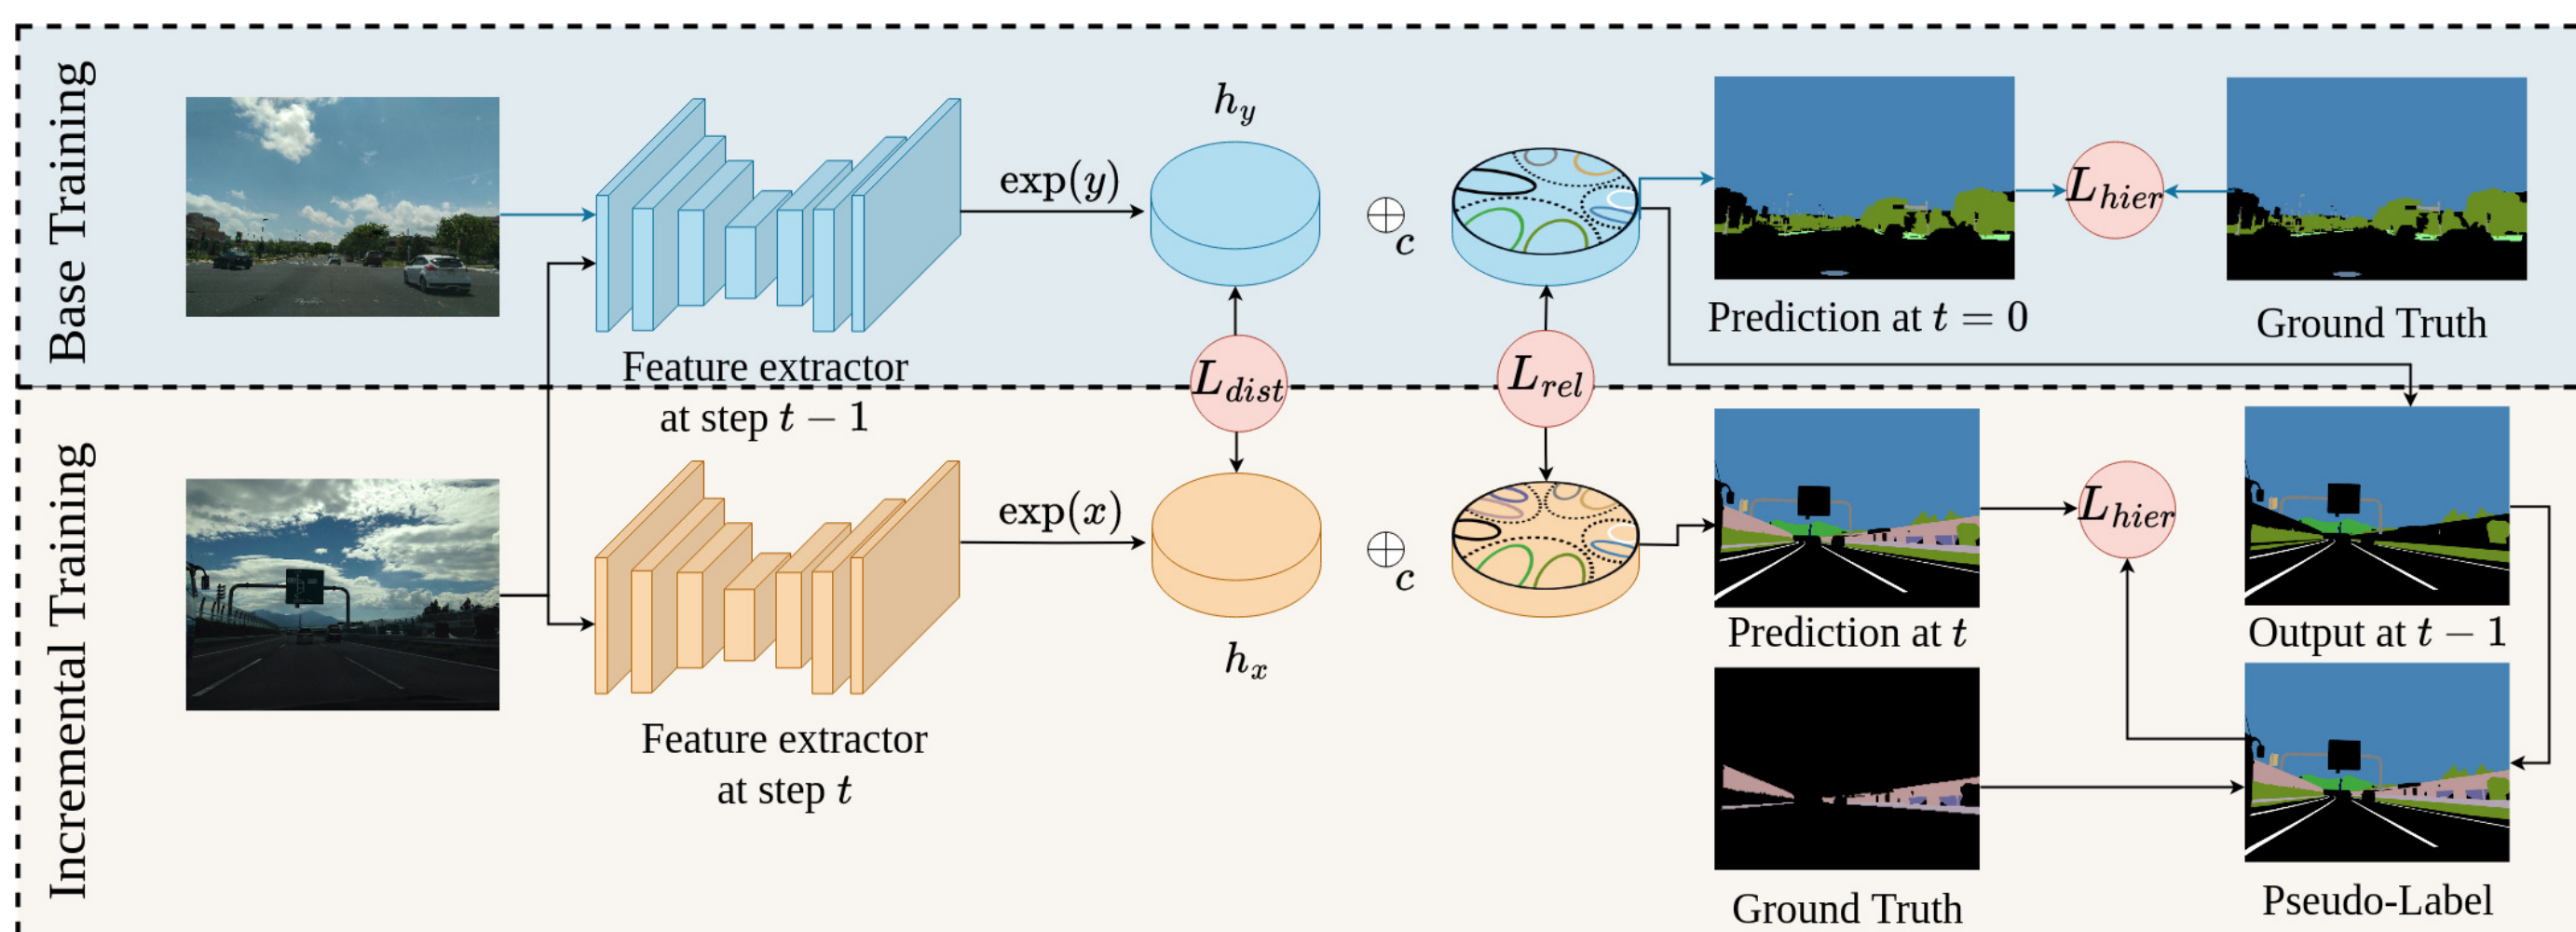 Base Training
Feature extractor
at step t − 1
exp(y)
h_y
⊕_c
L_dist
L_rel
Prediction at t = 0
L_hier
Ground Truth
Incremental Training
Feature extractor
at step t
exp(x)
h_x
⊕_c
Prediction at t
L_hier
Output at t − 1
Ground Truth
Pseudo-Label